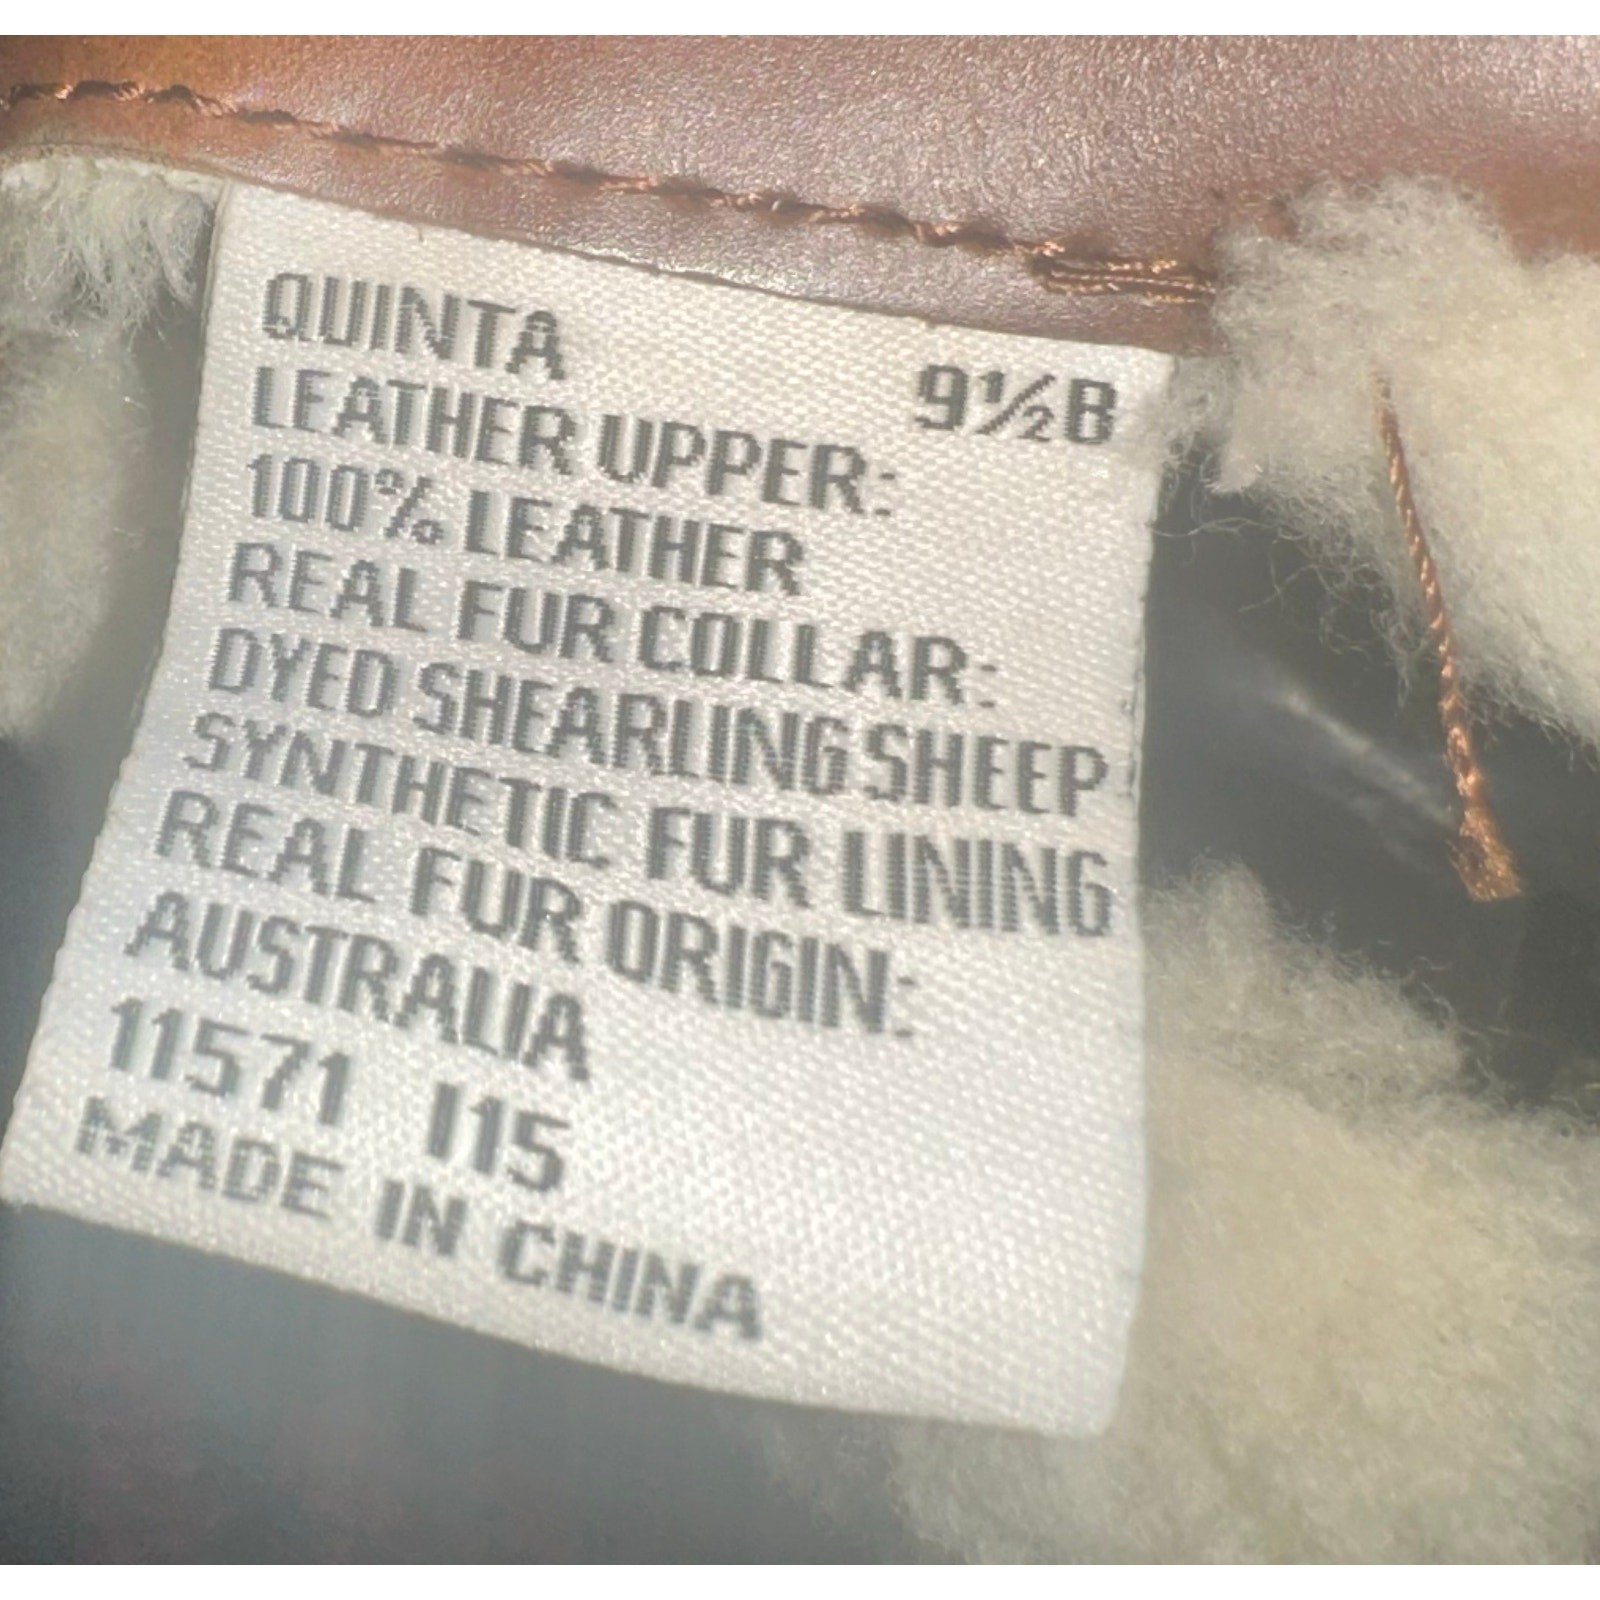 QUINTA 9½B
LEATHER UPPER:
100% LEATHER
REAL FUR COLLAR:
DYED SHEARLING SHEEP
SYNTHETIC FUR LINING
REAL FUR ORIGIN:
AUSTRALIA
11571 I15
MADE IN CHINA